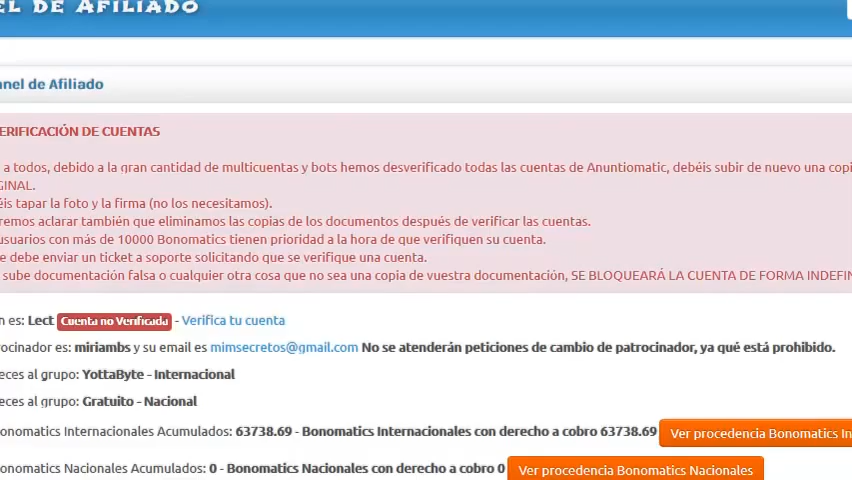 EL DE AFILIADO
anel de Afiliado
ERIFICACIÓN DE CUENTAS
a todos, debido a la gran cantidad de multicuentas y bots hemos desverificado todas las cuentas de Anuntiomatic, debéis subir de nuevo una copi
GINAL.
éis tapar la foto y la firma (no los necesitamos).
remos aclarar también que eliminamos las copias de los documentos después de verificar las cuentas.
usuarios con más de 10000 Bonomatics tienen prioridad a la hora de que verifiquen su cuenta.
e debe enviar un ticket a soporte solicitando que se verifique una cuenta.
sube documentación falsa o cualquier otra cosa que no sea una copia de vuestra documentación, SE BLOQUEARÁ LA CUENTA DE FORMA INDEFIN
n es: Lect Cuenta no Verificada - Verifica tu cuenta
rocinador es: miriambs y su email es mimsecretos@gmail.com No se atenderán peticiones de cambio de patrocinador, ya qué está prohibido.
eces al grupo: YottaByte - Internacional
eces al grupo: Gratuito - Nacional
onomatics Internacionales Acumulados: 63738.69 - Bonomatics Internacionales con derecho a cobro 63738.69 Ver procedencia Bonomatics In
onomatics Nacionales Acumulados: 0 - Bonomatics Nacionales con derecho a cobro 0 Ver procedencia Bonomatics Nacionales